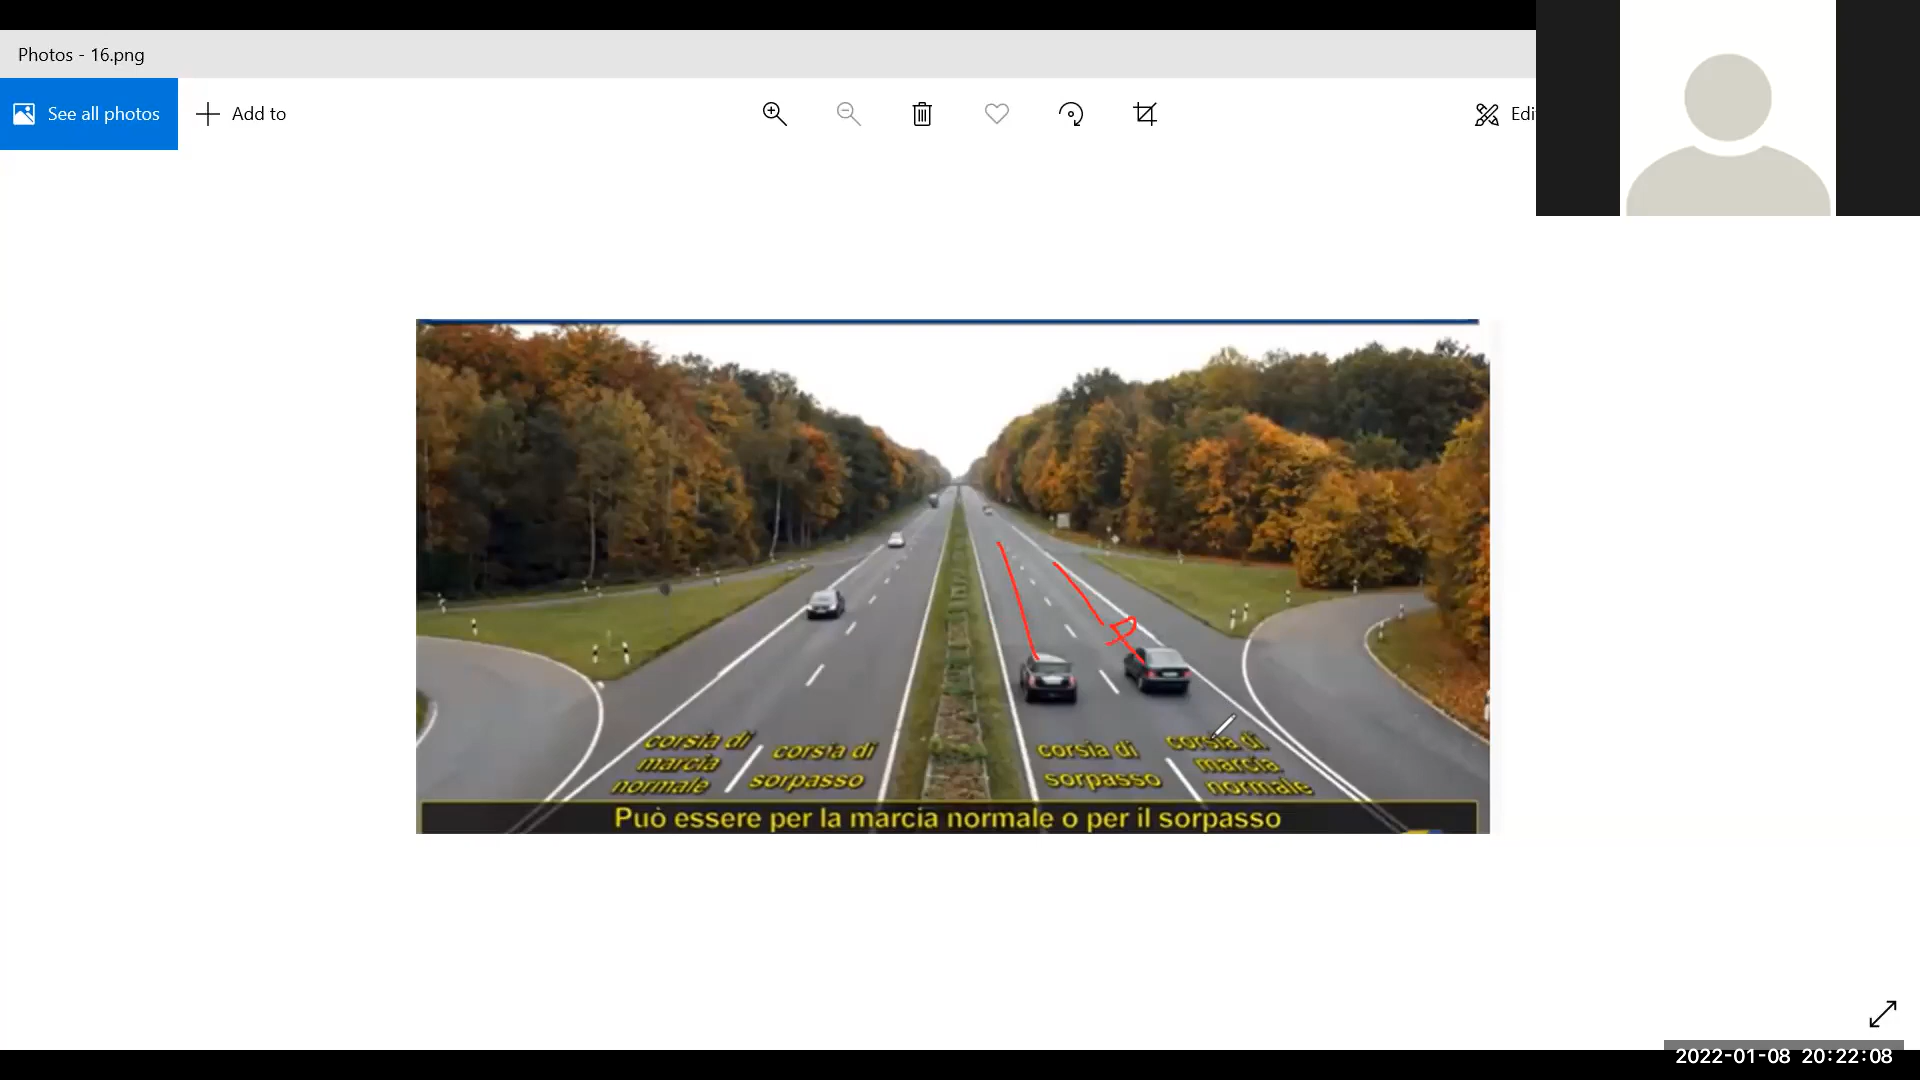 Photos - 16.png
See all photos
Add to
Edi
corsia di
marcia
normale
corsia di
sorpasso
corsia di
sorpasso
corsia di
marcia
normale
Può essere per la marcia normale o per il sorpasso
2022-01-08 20:22:08